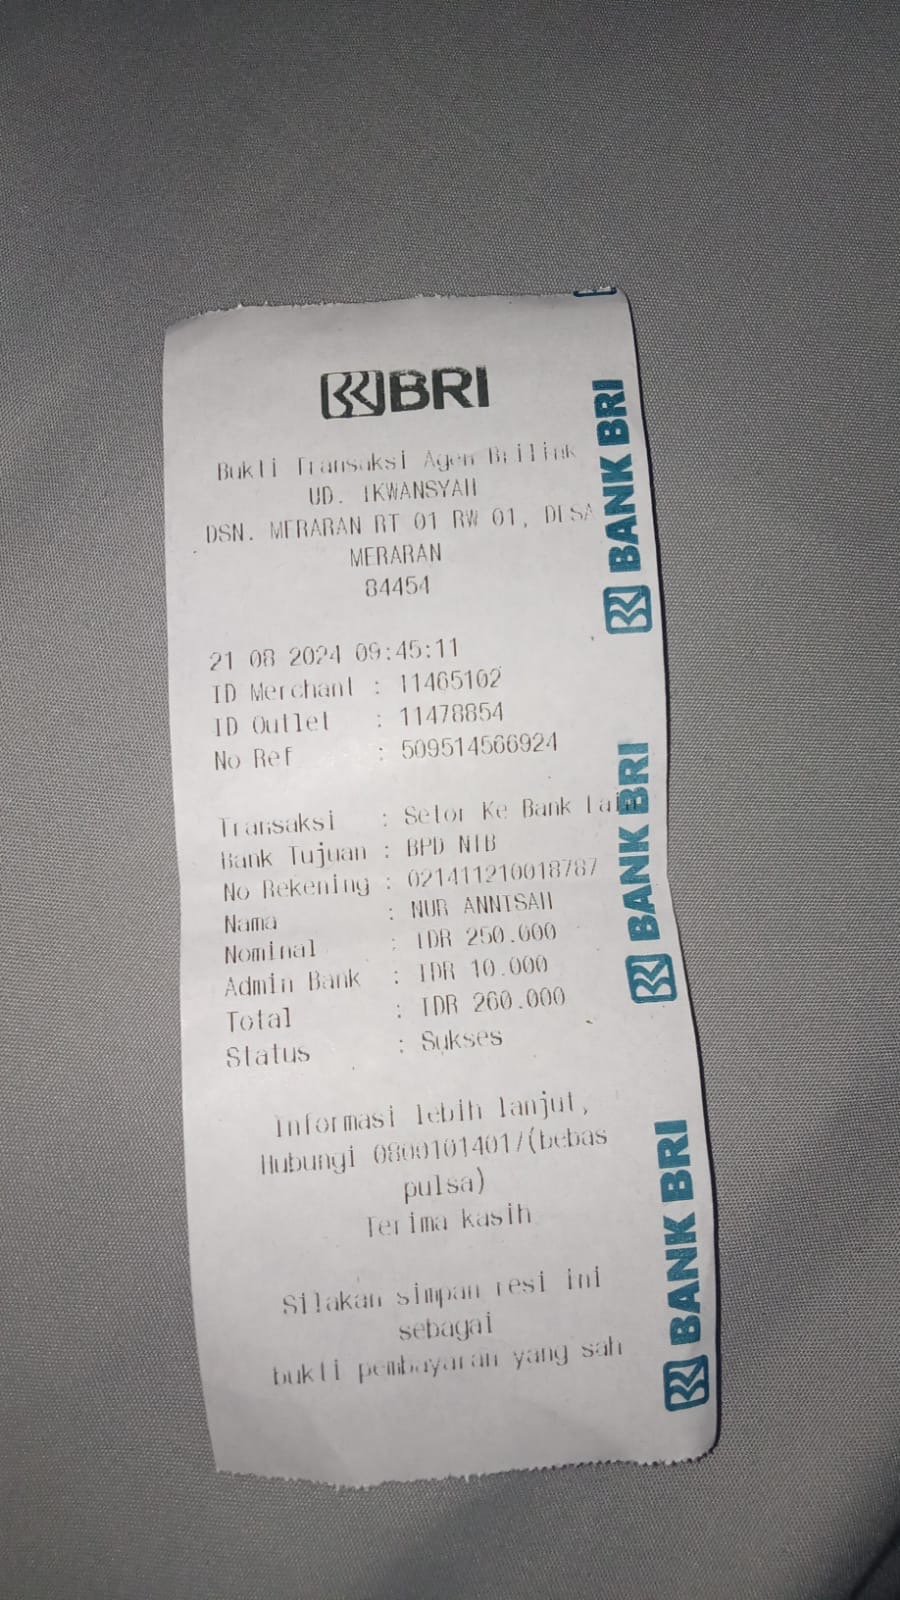 BRI
Bukti Transaksi Agen Brilink
UD. IKWANSYAH
DSN. MERARAN RT 01 RW 01, DESA
MERARAN
84454
21 08 2024 09:45:11
ID Merchant : 11465102
ID Outlet : 11478854
No Ref : 509514566924
Transaksi : Setor Ke Bank Lain
Bank Tujuan : BPD NTB
No Rekening : 021411210018787
Nama : NUR ANNISAH
Nominal : IDR 250.000
Admin Bank : IDR 10.000
Total : IDR 260.000
Status : Sukses
Informasi lebih lanjut,
Hubungi 08001014017(bebas
pulsa)
Terima kasih
Silakan simpan resi ini
sebagai
bukti pembayaran yang sah
BANK BRI
BANK BRI
BANK BRI